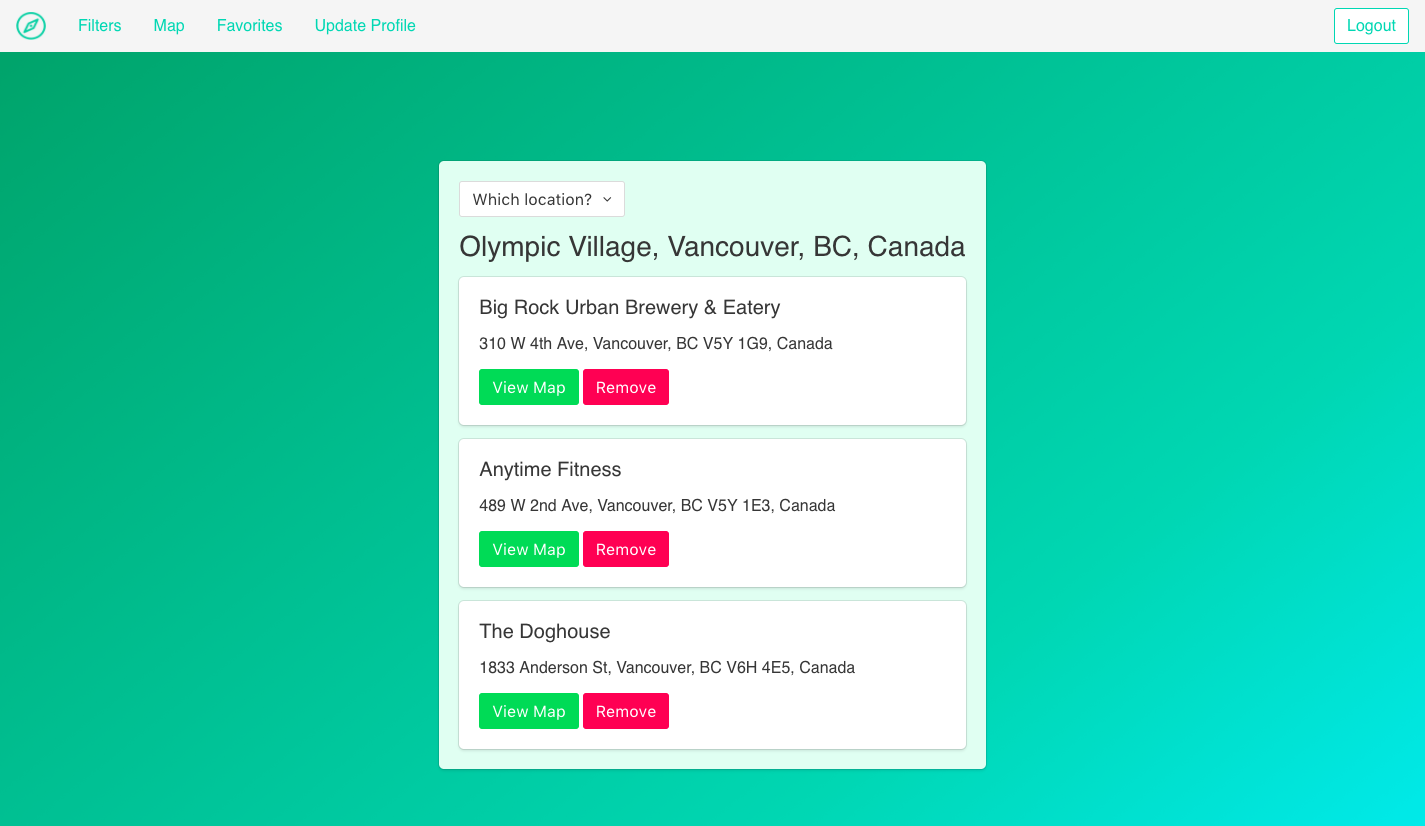 Filters Map Favorites Update Profile Logout
Which location?
Olympic Village, Vancouver, BC, Canada
Big Rock Urban Brewery & Eatery
310 W 4th Ave, Vancouver, BC V5Y 1G9, Canada
View Map Remove
Anytime Fitness
489 W 2nd Ave, Vancouver, BC V5Y 1E3, Canada
View Map Remove
The Doghouse
1833 Anderson St, Vancouver, BC V6H 4E5, Canada
View Map Remove